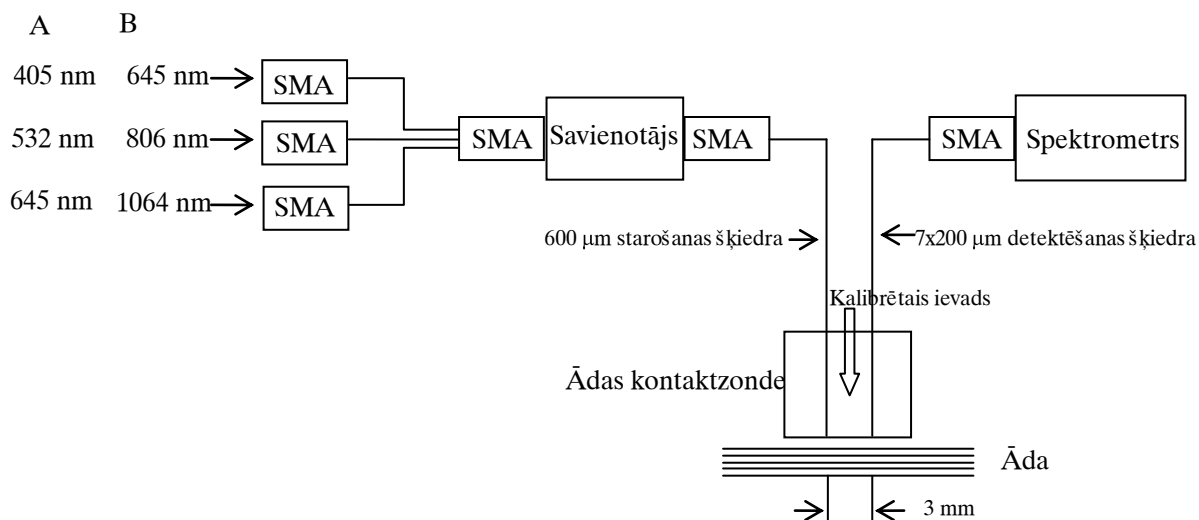 A B
405 nm 645 nm SMA
532 nm 806 nm SMA SMA Savienotājs SMA SMA Spektrometrs
645 nm 1064 nm SMA
600 µm starošanas šķiedra 7x200 µm detektēšanas šķiedra
Kalibrētais ievads
Ādas kontaktzonde
Āda
3 mm